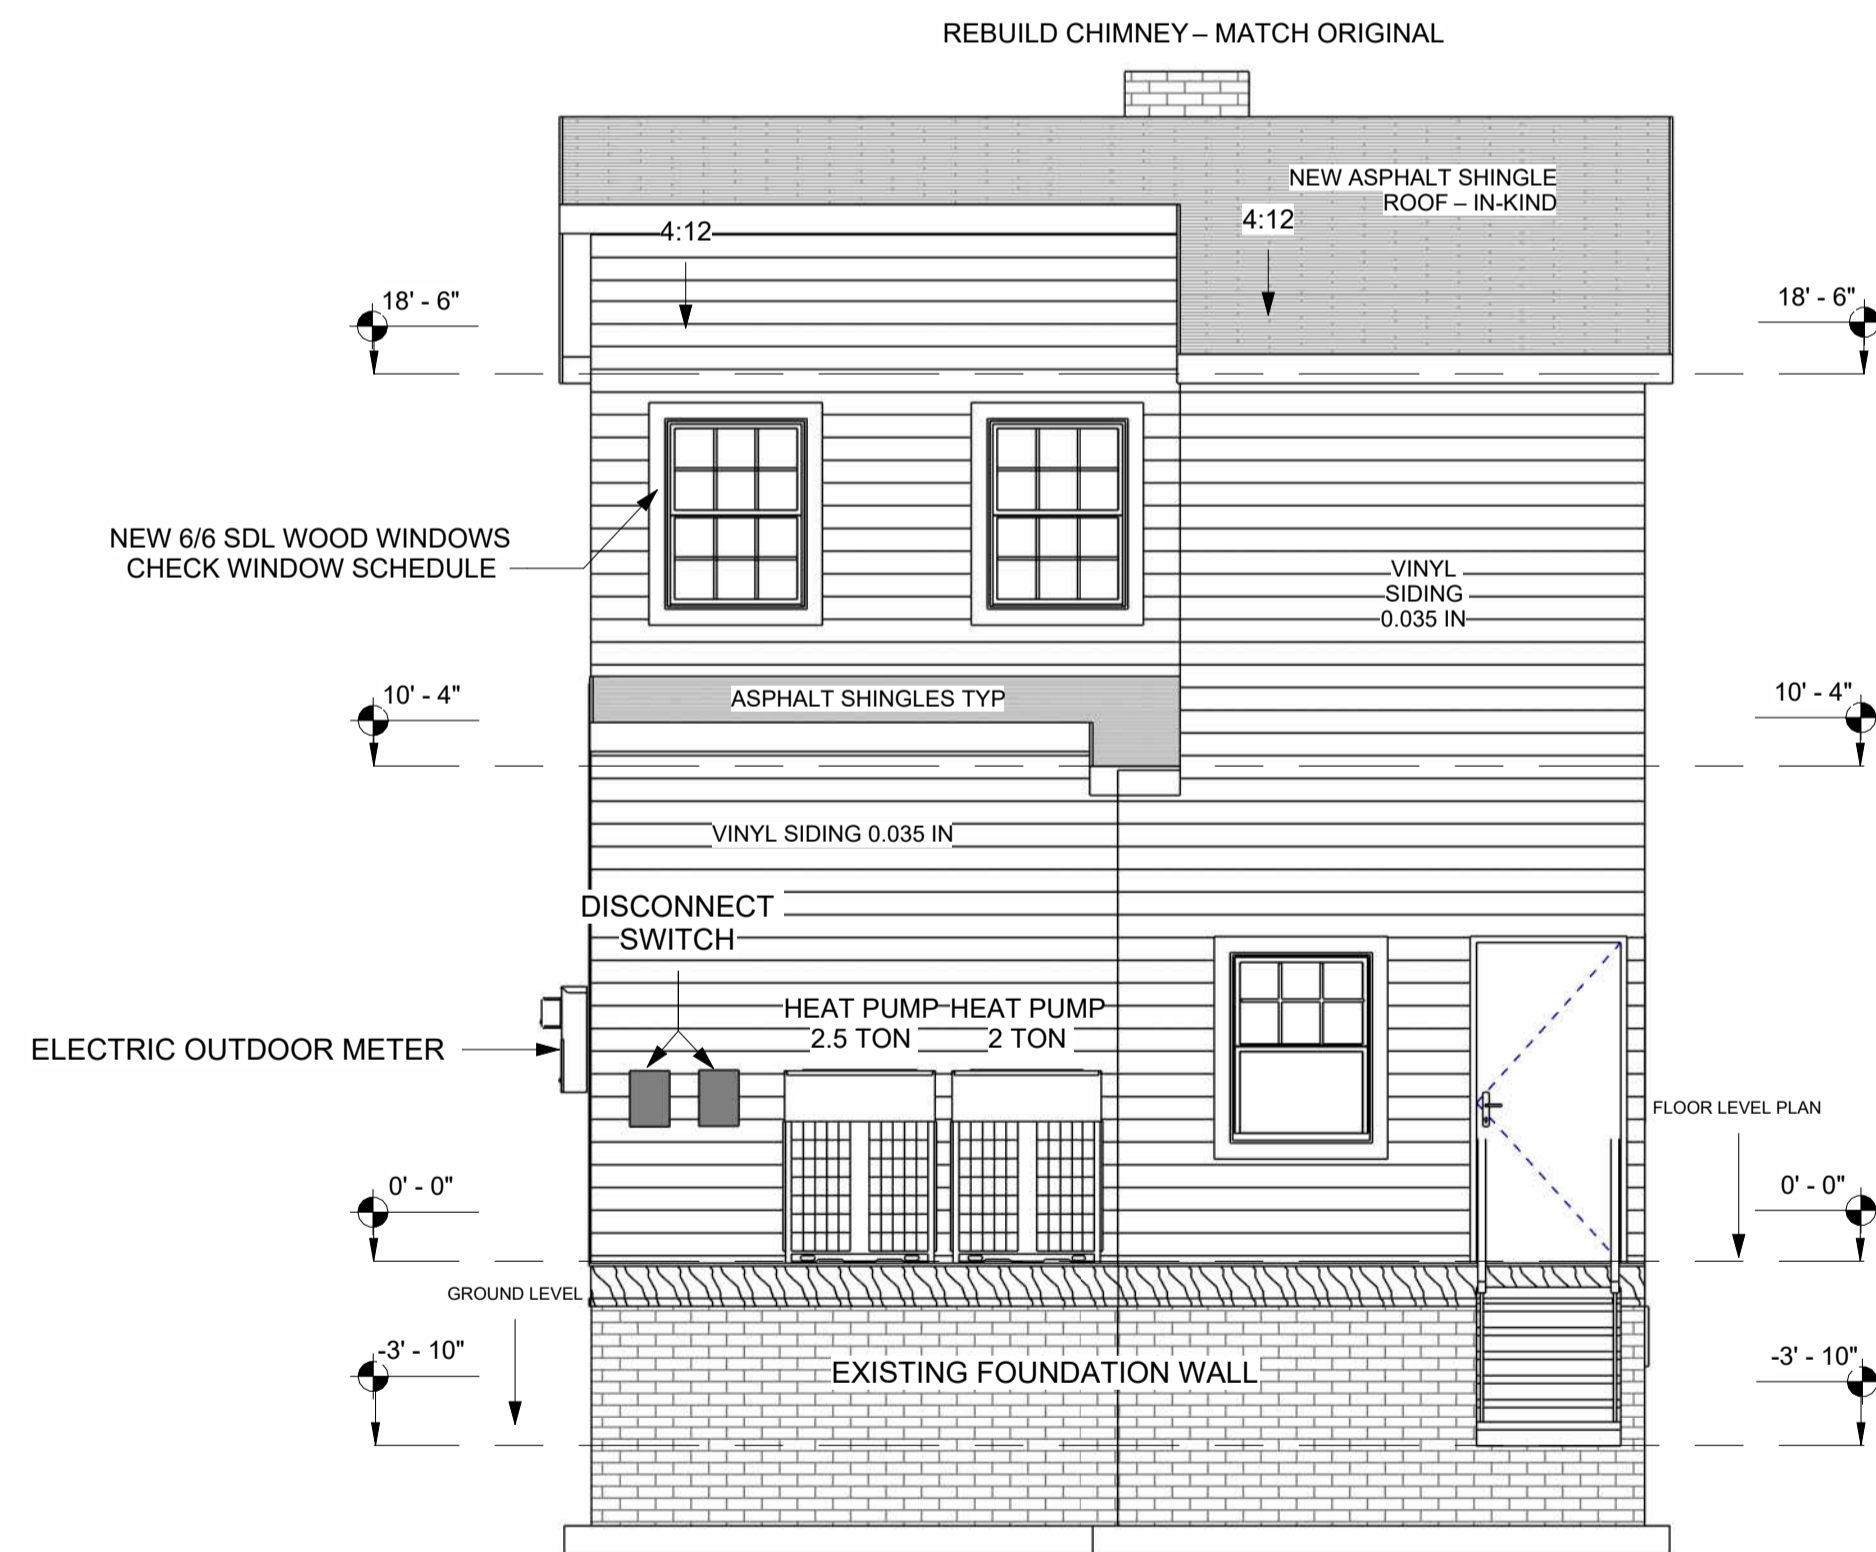 REBUILD CHIMNEY – MATCH ORIGINAL
NEW ASPHALT SHINGLE
ROOF – IN-KIND
4:12
4:12
18' - 6"
18' - 6"
NEW 6/6 SDL WOOD WINDOWS
CHECK WINDOW SCHEDULE
VINYL
SIDING
0.035 IN
10' - 4"
ASPHALT SHINGLES TYP
10' - 4"
VINYL SIDING 0.035 IN
DISCONNECT
SWITCH
HEAT PUMP
2.5 TON
HEAT PUMP
2 TON
ELECTRIC OUTDOOR METER
FLOOR LEVEL PLAN
0' - 0"
0' - 0"
GROUND LEVEL
-3' - 10"
EXISTING FOUNDATION WALL
-3' - 10"